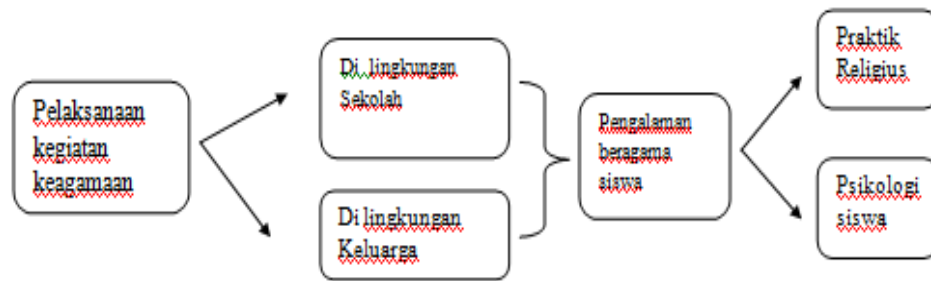 Pelaksanaan
kegiatan
keagamaan
Di lingkungan
Sekolah
Di lingkungan
Keluarga
Pengalaman
beragama
siswa
Praktik
Religius
Psikologi
siswa